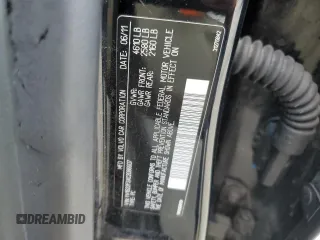 MFD. BY: VOLVO CAR CORPORATION
DATE: 06/11
GVWR: 4610 LB
GAWR FRONT: 2580 LB
GAWR REAR: 2160 LB
THIS VEHICLE CONFORMS TO ALL APPLICABLE FEDERAL MOTOR VEHICLE
SAFETY, BUMPER, AND THEFT PREVENTION STANDARDS IN EFFECT ON
THE DATE OF MANUFACTURE SHOWN ABOVE.
DREAMBID